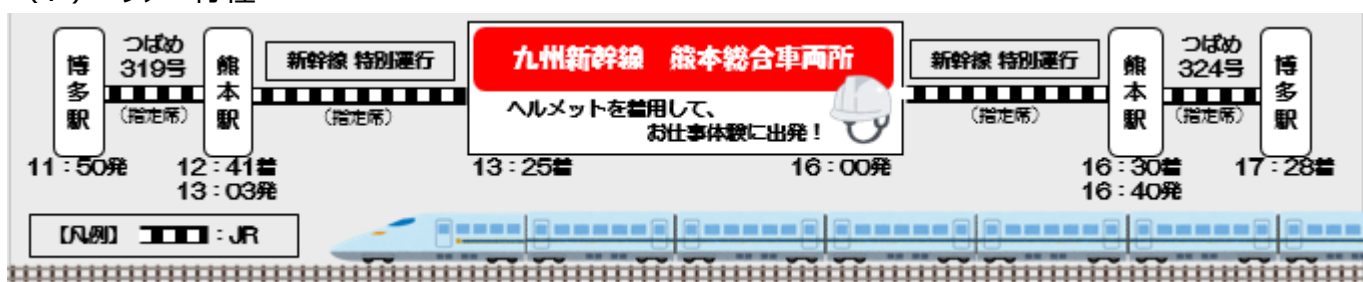 博多駅
つばめ
319号
(指定席)
熊本駅
新幹線 特別運行
(指定席)
九州新幹線 熊本総合車両所
ヘルメットを着用して、
お仕事体験に出発!
新幹線 特別運行
(指定席)
熊本駅
つばめ
324号
(指定席)
博多駅
11:50発
12:41着
13:03発
13:25着
16:00発
16:30着
16:40発
17:28着
【凡例】 :JR